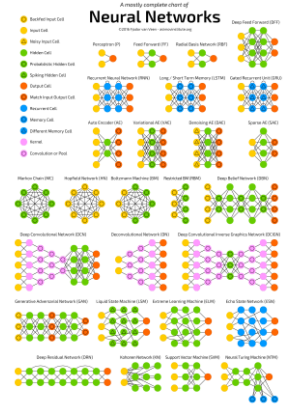 A mostly complete chart of
Neural Networks
©2016 Fjodor van Veen - asimovinstitute.org
Backfed Input Cell
Input Cell
Noisy Input Cell
Hidden Cell
Probablistic Hidden Cell
Spiking Hidden Cell
Output Cell
Match Input Output Cell
Recurrent Cell
Memory Cell
Different Memory Cell
Kernel
Convolution or Pool
Deep Feed Forward (DFF)
Perceptron (P)
Feed Forward (FF)
Radial Basis Network (RBF)
Recurrent Neural Network (RNN)
Long / Short Term Memory (LSTM)
Gated Recurrent Unit (GRU)
Auto Encoder (AE)
Variational AE (VAE)
Denoising AE (DAE)
Sparse AE (SAE)
Markov Chain (MC)
Hopfield Network (HN)
Boltzmann Machine (BM)
Restricted BM (RBM)
Deep Belief Network (DBN)
Deep Convolutional Network (DCN)
Deconvolutional Network (DN)
Deep Convolutional Inverse Graphics Network (DCIGN)
Generative Adversarial Network (GAN)
Liquid State Machine (LSM)
Extreme Learning Machine (ELM)
Echo State Network (ESN)
Deep Residual Network (DRN)
Kohonen Network (KN)
Support Vector Machine (SVM)
Neural Turing Machine (NTM)